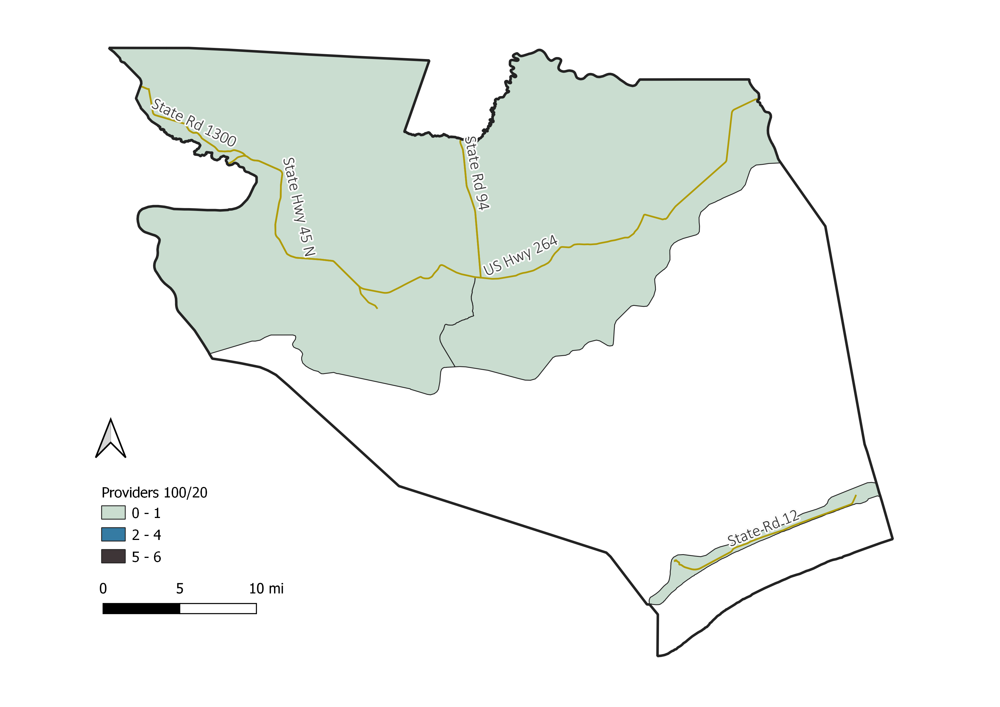 State Rd 1300
State Hwy 45 N
State Rd 94
US Hwy 264
State Rd 12
Providers 100/20
0 - 1
2 - 4
5 - 6
0 5 10 mi